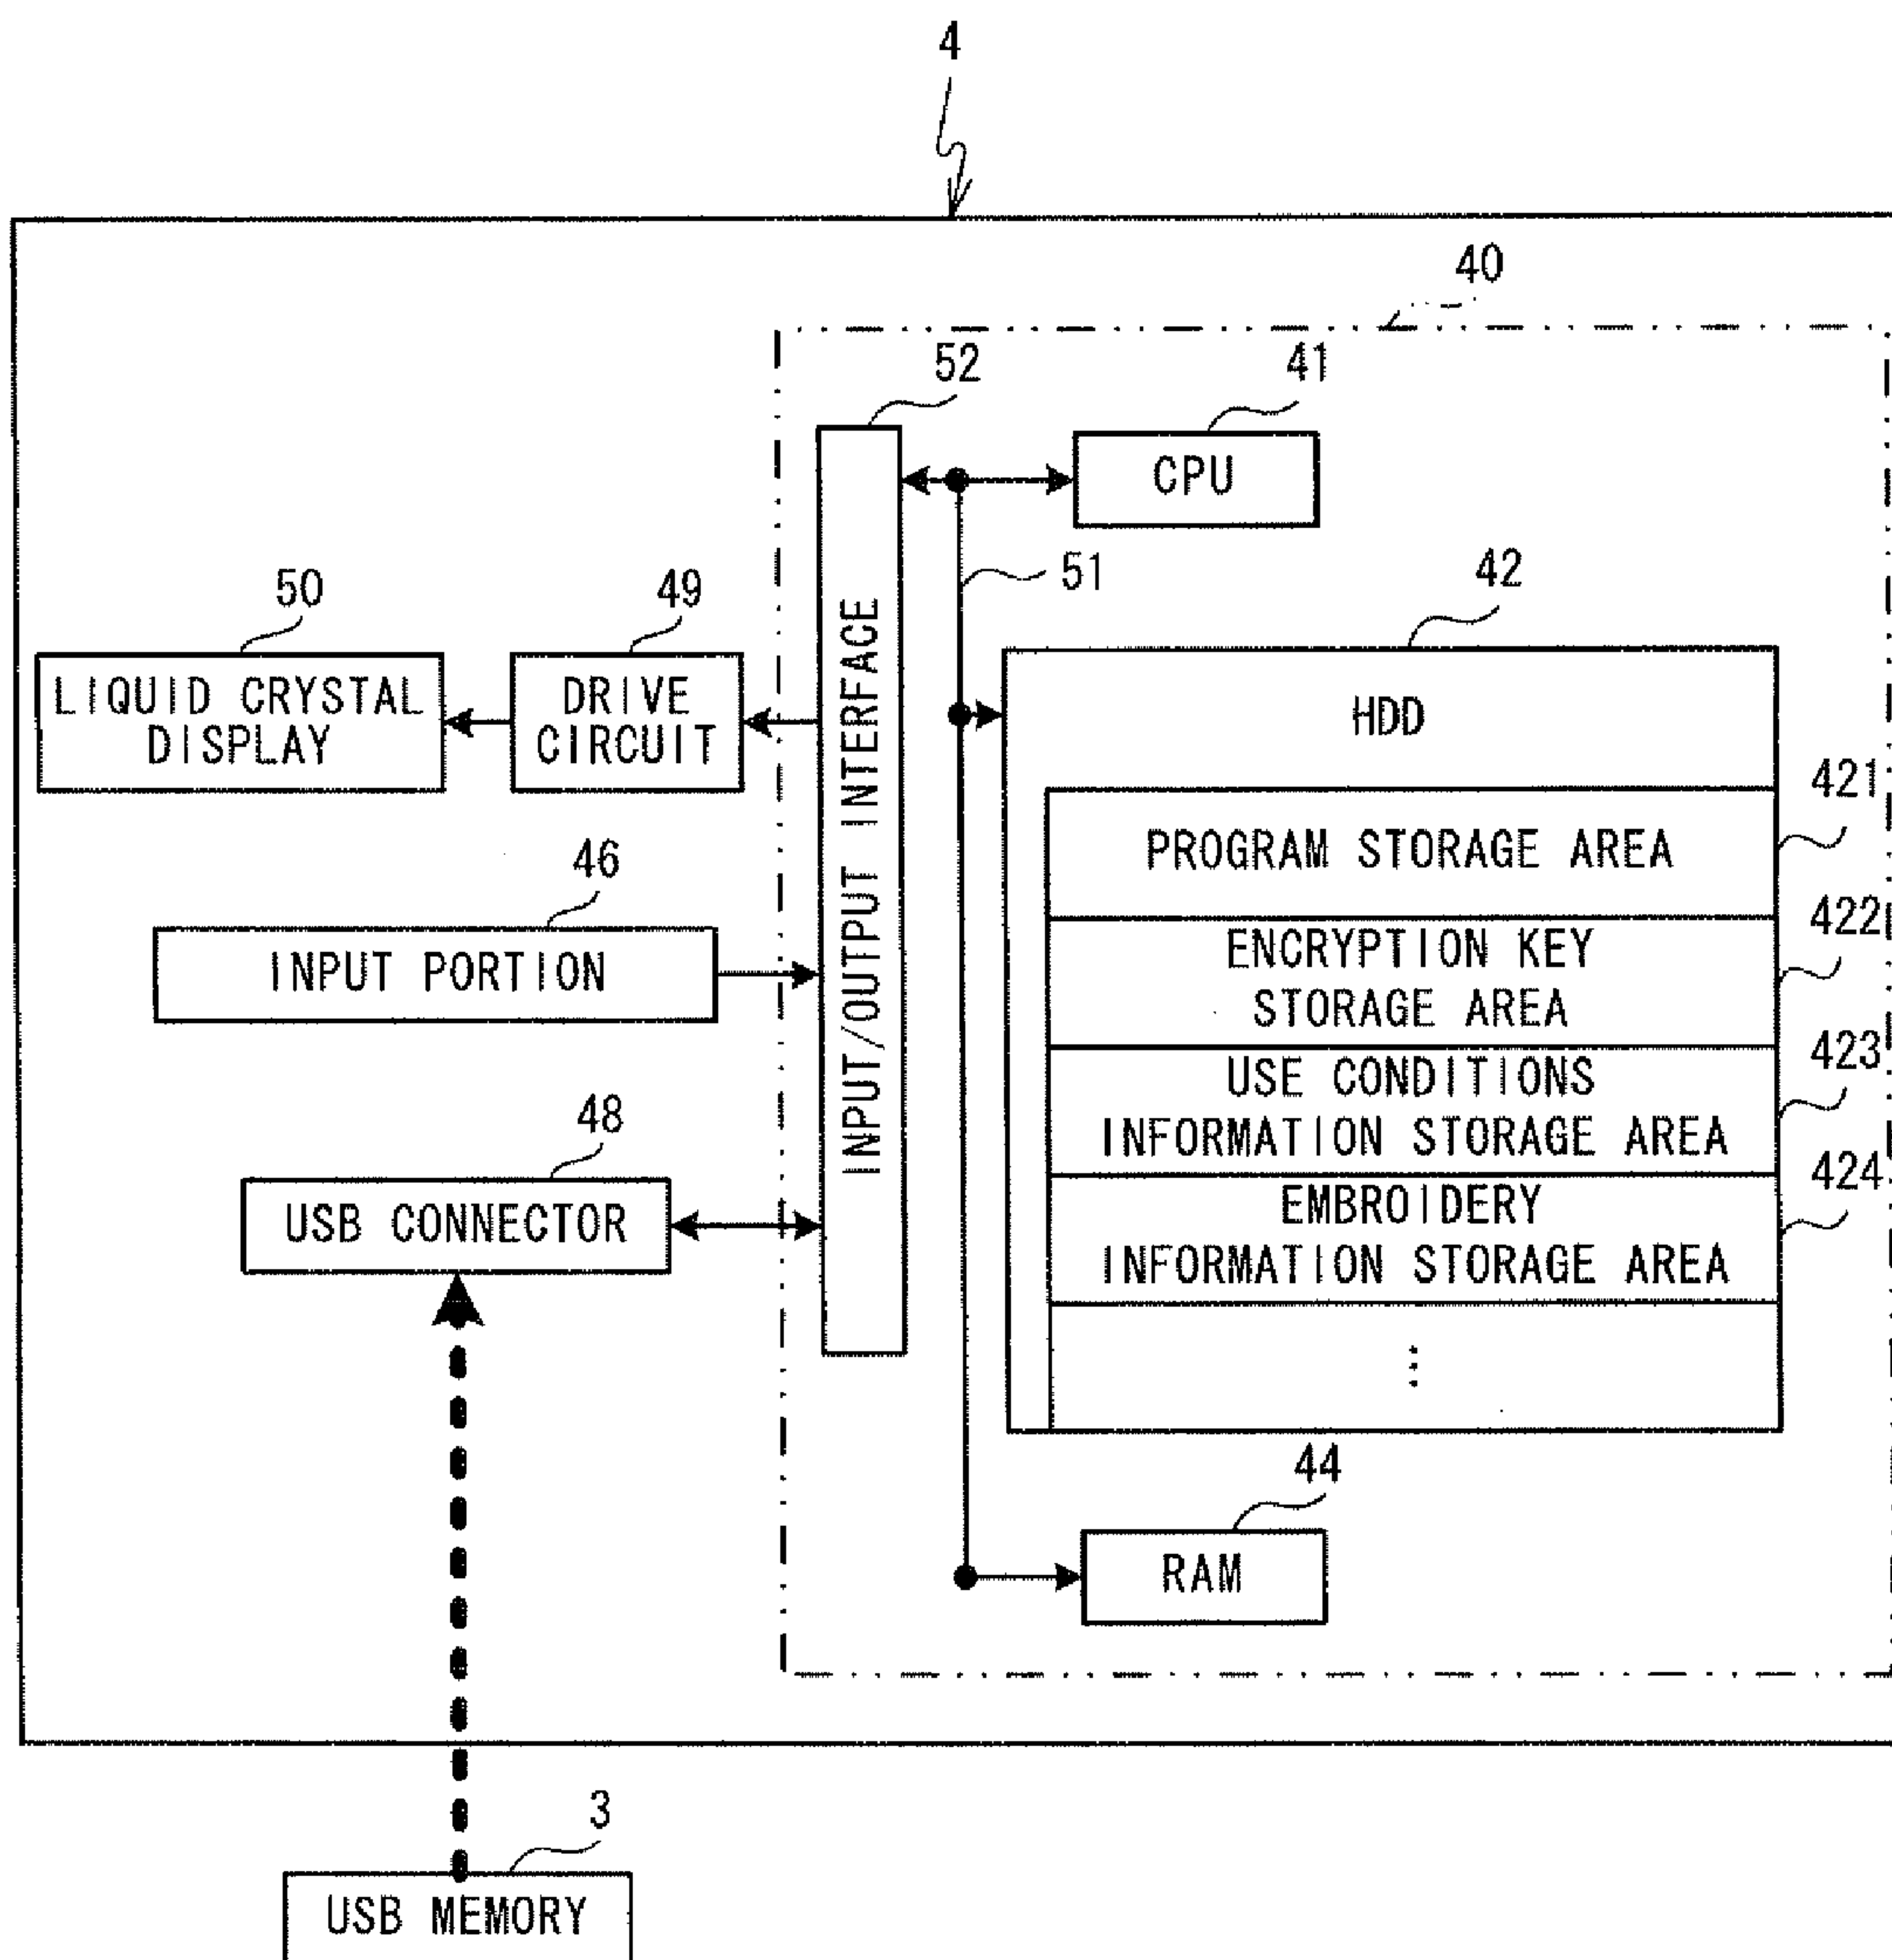 4
40
52
41
CPU
51
42
50
49
LIQUID CRYSTAL
DISPLAY
DRIVE
CIRCUIT
INPUT/OUTPUT INTERFACE
HDD
421
PROGRAM STORAGE AREA
46
INPUT PORTION
422
ENCRYPTION KEY
STORAGE AREA
423
USE CONDITIONS
INFORMATION STORAGE AREA
48
USB CONNECTOR
424
EMBROIDERY
INFORMATION STORAGE AREA
⋮
44
RAM
3
USB MEMORY